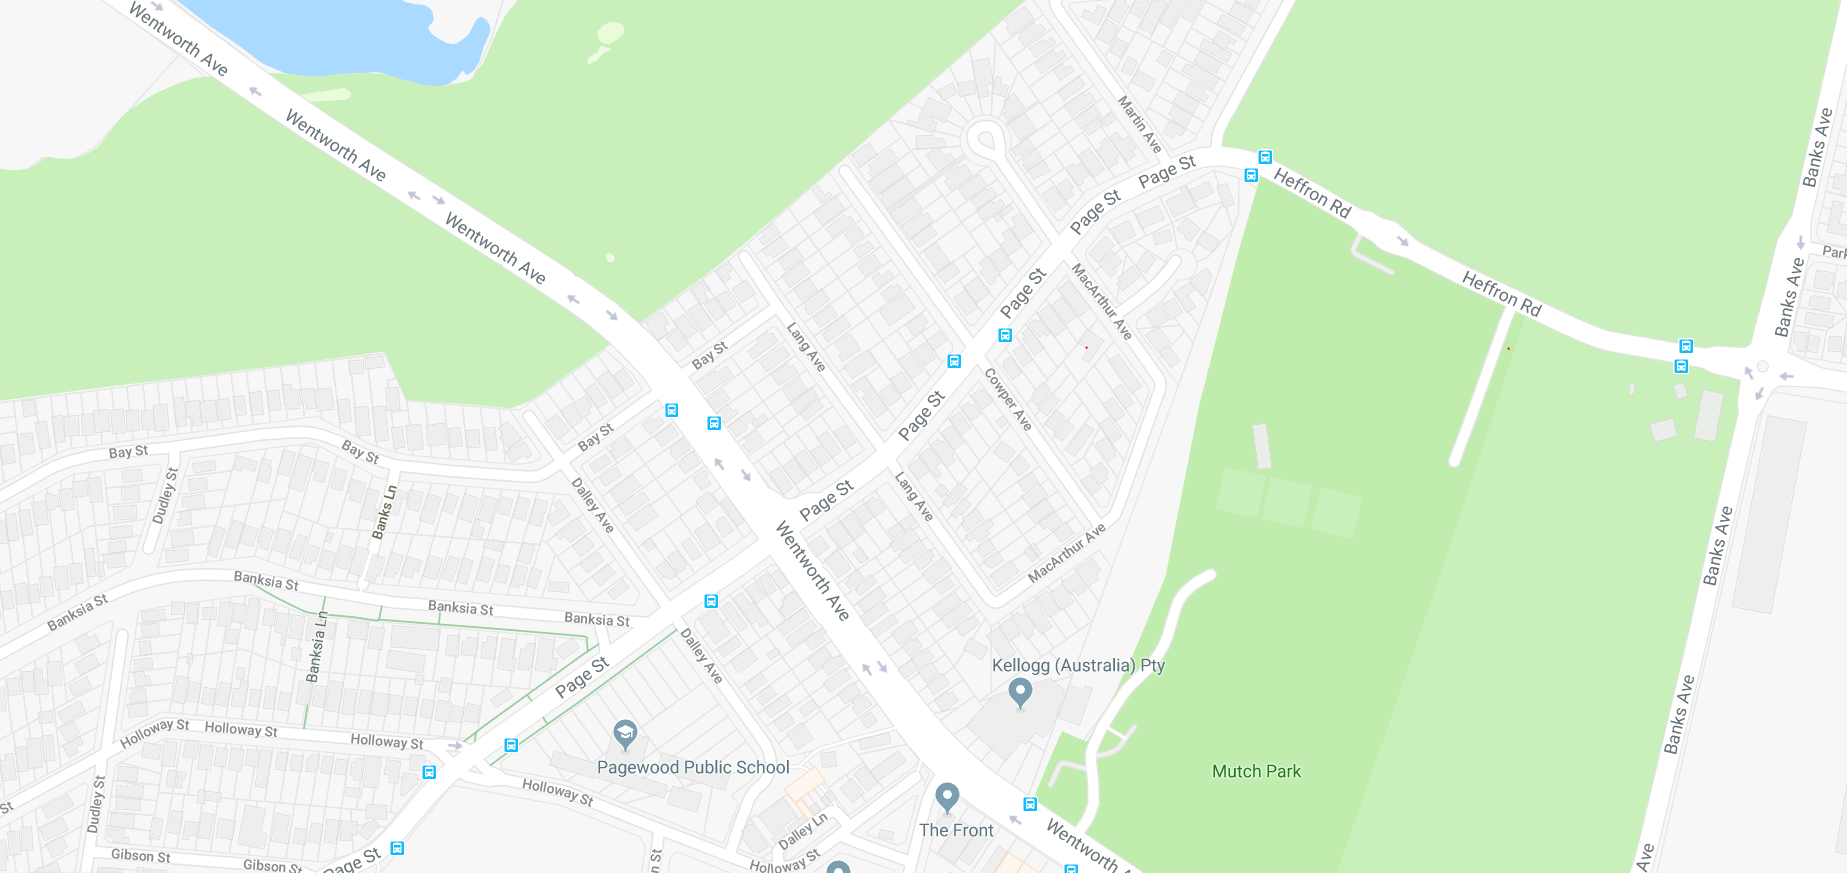 Wentworth Ave
Wentworth Ave
Wentworth Ave
Martin Ave
Page St
Page St
Heffron Rd
Banks Ave
Park
Banks Ave
Heffron Rd
Page St
MacArthur Ave
Lang Ave
Bay St
Cowper Ave
Page St
Bay St
Bay St
Bay St
Dudley St
Banks Ln
Dalley Ave
Lang Ave
Page St
Wentworth Ave
MacArthur Ave
Banks Ave
Banksia St
Banksia St
Banksia St
Banksia St
Banksia Ln
Page St
Dalley Ave
Kellogg (Australia) Pty
Banks Ave
Holloway St
Holloway St
Holloway St
Pagewood Public School
Mutch Park
Holloway St
Dudley St
St
The Front
Dalley Ln
Wentworth A
Gibson St
Gibson St
Page St
n St
Holloway St
Ave